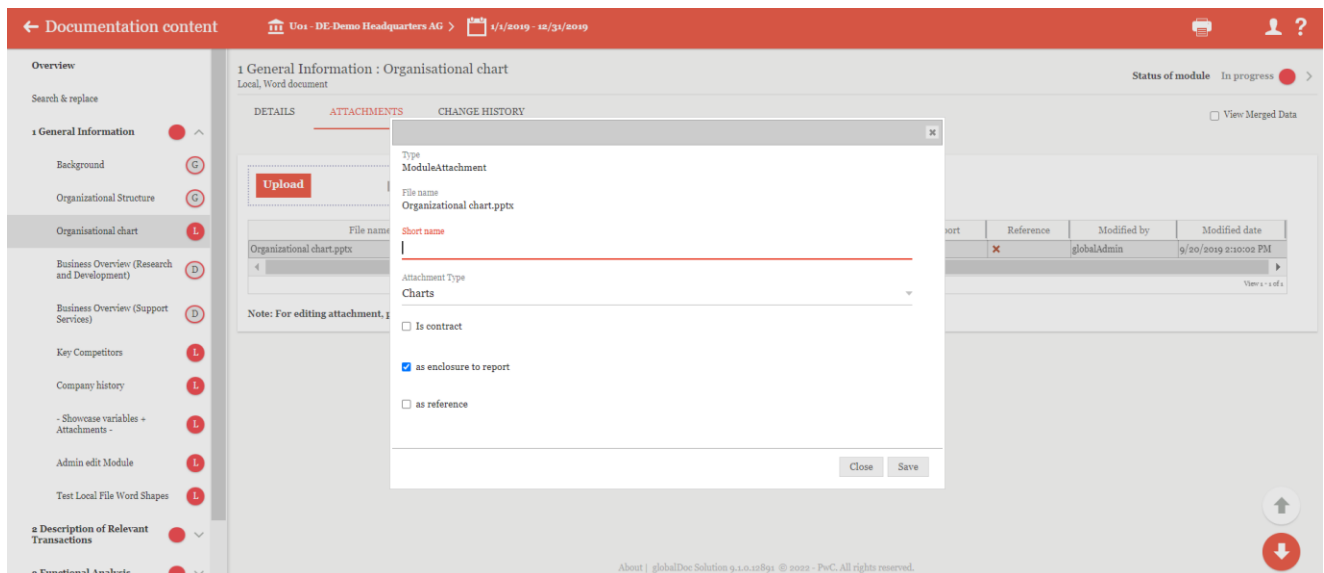 Documentation content
U01 - DE-Demo Headquarters AG > 1/1/2019 - 12/31/2019
?
Overview
Search & replace
1 General Information
Background G
Organizational Structure G
Organisational chart L
Business Overview (Research
and Development) D
Business Overview (Support
Services) D
Key Competitors L
Company history L
- Showcase variables +
Attachments - L
Admin edit Module L
Test Local File Word Shapes L
2 Description of Relevant
Transactions
1 General Information : Organisational chart
Local, Word document
Status of module In progress
DETAILS ATTACHMENTS CHANGE HISTORY
View Merged Data
Upload
File name
Reference Modified by Modified date
Organizational chart.pptx
globalAdmin 9/20/2019 2:10:02 PM
View 1 - 1 of 1
Note: For editing attachment,
Type
ModuleAttachment
File name
Organizational chart.pptx
Short name
Attachment Type
Charts
Is contract
as enclosure to report
as reference
Close Save
About | globalDoc Solution 9.1.0.12891 © 2022 - PwC. All rights reserved.